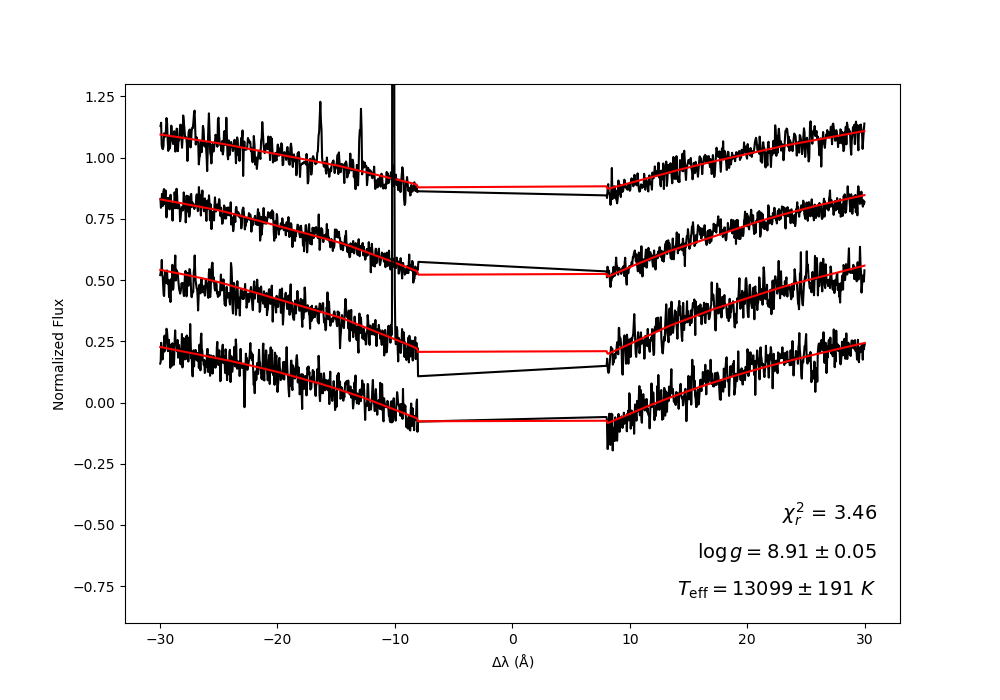 1.25
1.00
0.75
0.50
0.25
0.00
−0.25
−0.50
−0.75
Normalized Flux
χ²ᵣ = 3.46
log g = 8.91 ± 0.05
T_eff = 13099 ± 191 K
−30 −20 −10 0 10 20 30
Δλ (Å)